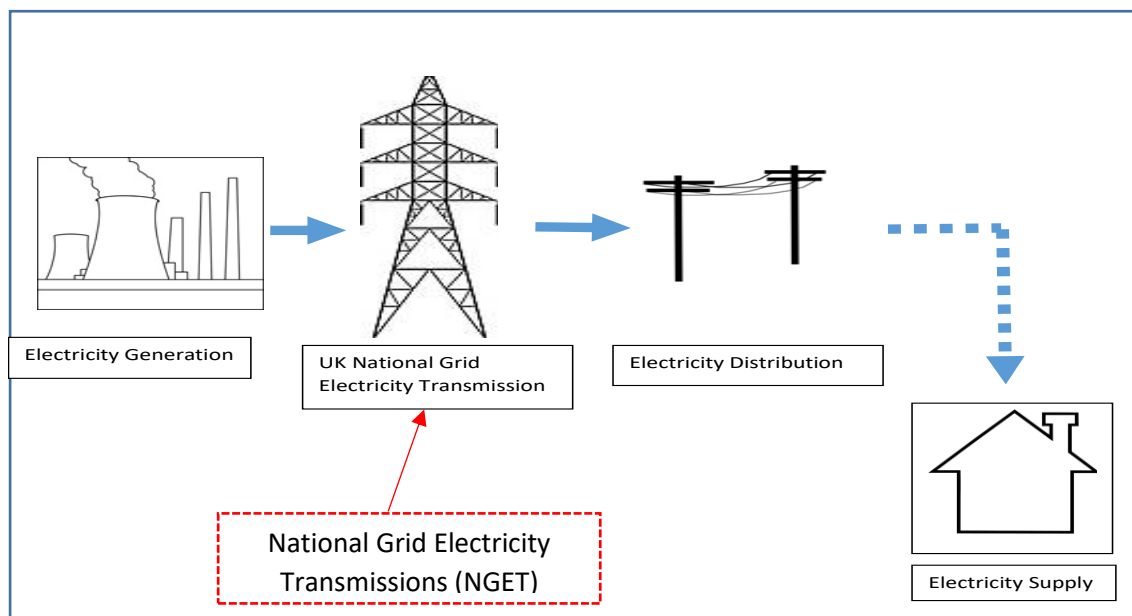 Electricity Generation
UK National Grid
Electricity Transmission
Electricity Distribution
National Grid Electricity
Transmissions (NGET)
Electricity Supply